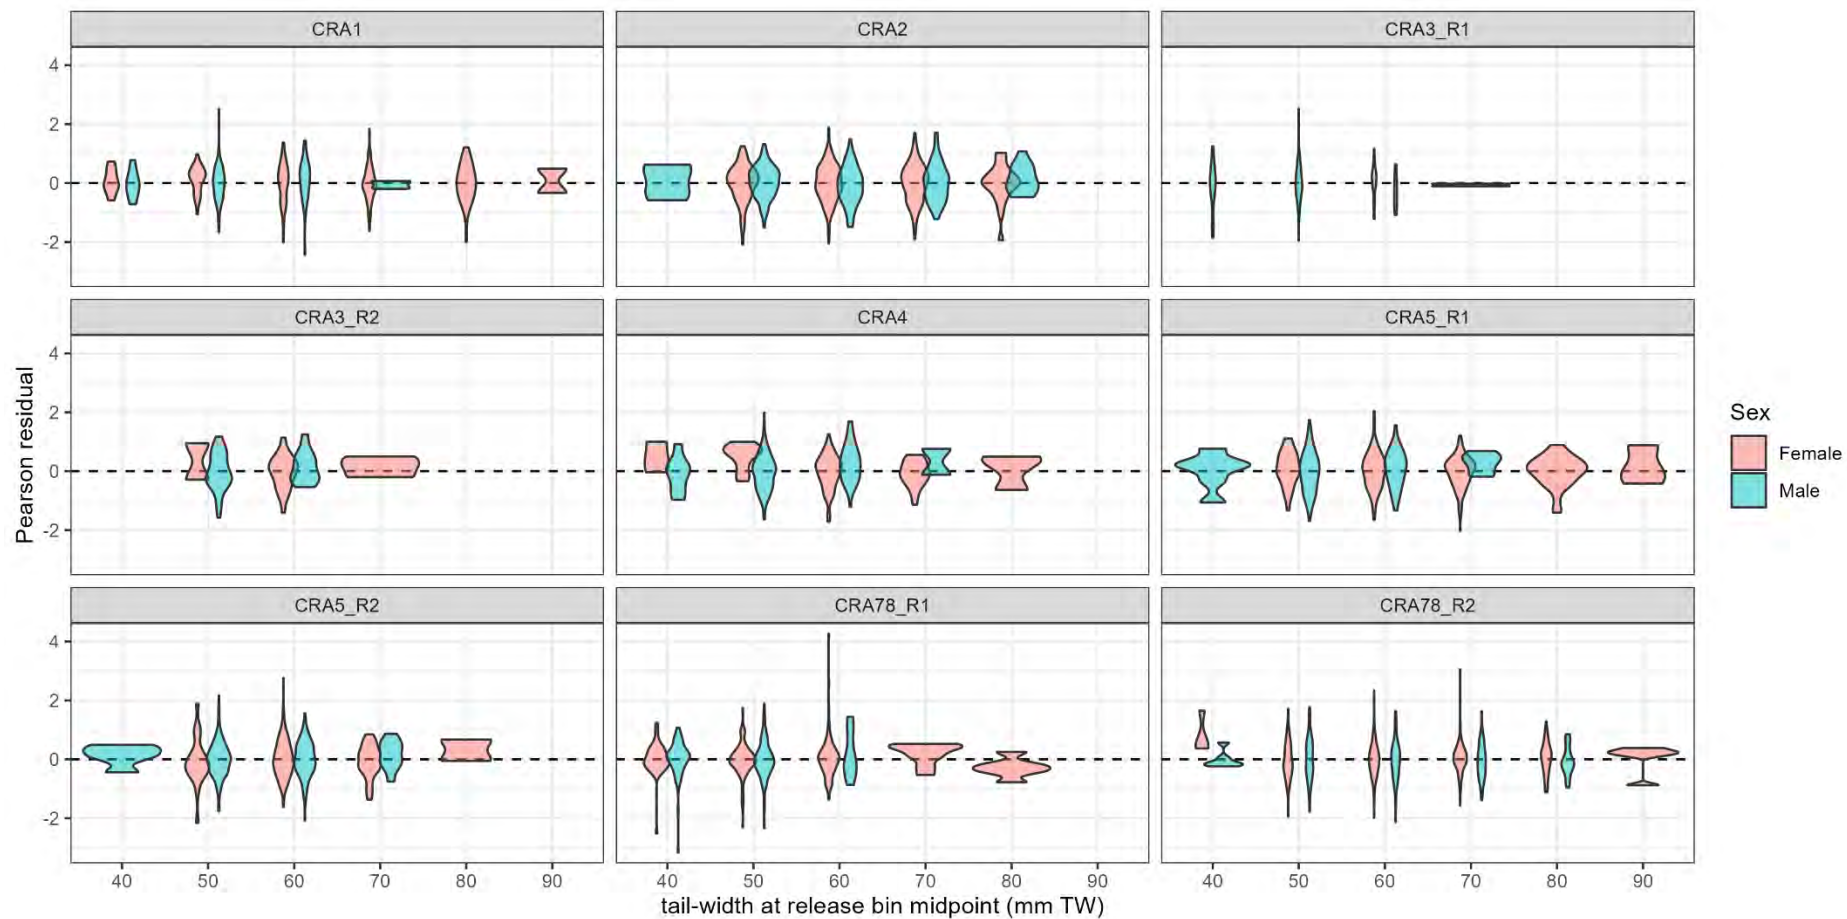 CRA1 CRA2 CRA3_R1
4
2
0
-2
CRA3_R2 CRA4 CRA5_R1
4
2
0
-2
CRA5_R2 CRA78_R1 CRA78_R2
4
2
0
-2
40 50 60 70 80 90 40 50 60 70 80 90 40 50 60 70 80 90
tail-width at release bin midpoint (mm TW)
Pearson residual
Sex
Female
Male